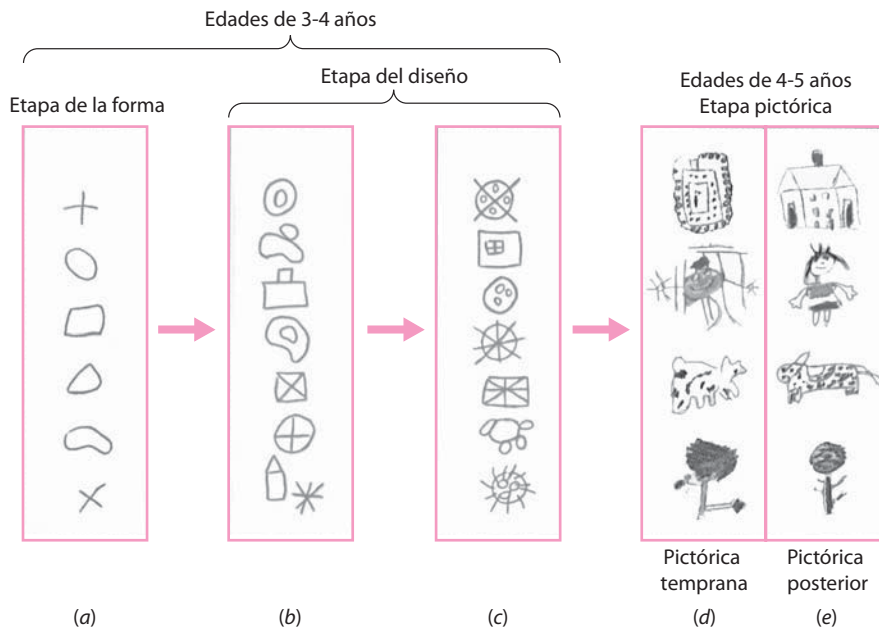 Edades de 3-4 años
Etapa del diseño
Etapa de la forma
Edades de 4-5 años
Etapa pictórica
Pictórica
temprana
Pictórica
posterior
(a)
(b)
(c)
(d)
(e)